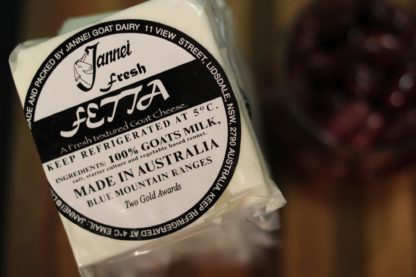 MADE AND PACKED BY JANNEI GOAT DAIRY 11 VIEW STREET, LIDSDALE, NSW, 2790 AUSTRALIA KEEP REFRIGERATED AT 4°C EMAIL: JANNEI@
Jannei
fresh
FETTA
A Fresh textured Goat Cheese.
KEEP REFRIGERATED AT 5°C.
INGREDIENTS: 100% GOATS MILK,
salt, starter culture and vegetable based rennet.
MADE IN AUSTRALIA
BLUE MOUNTAIN RANGES
Two Gold Awards